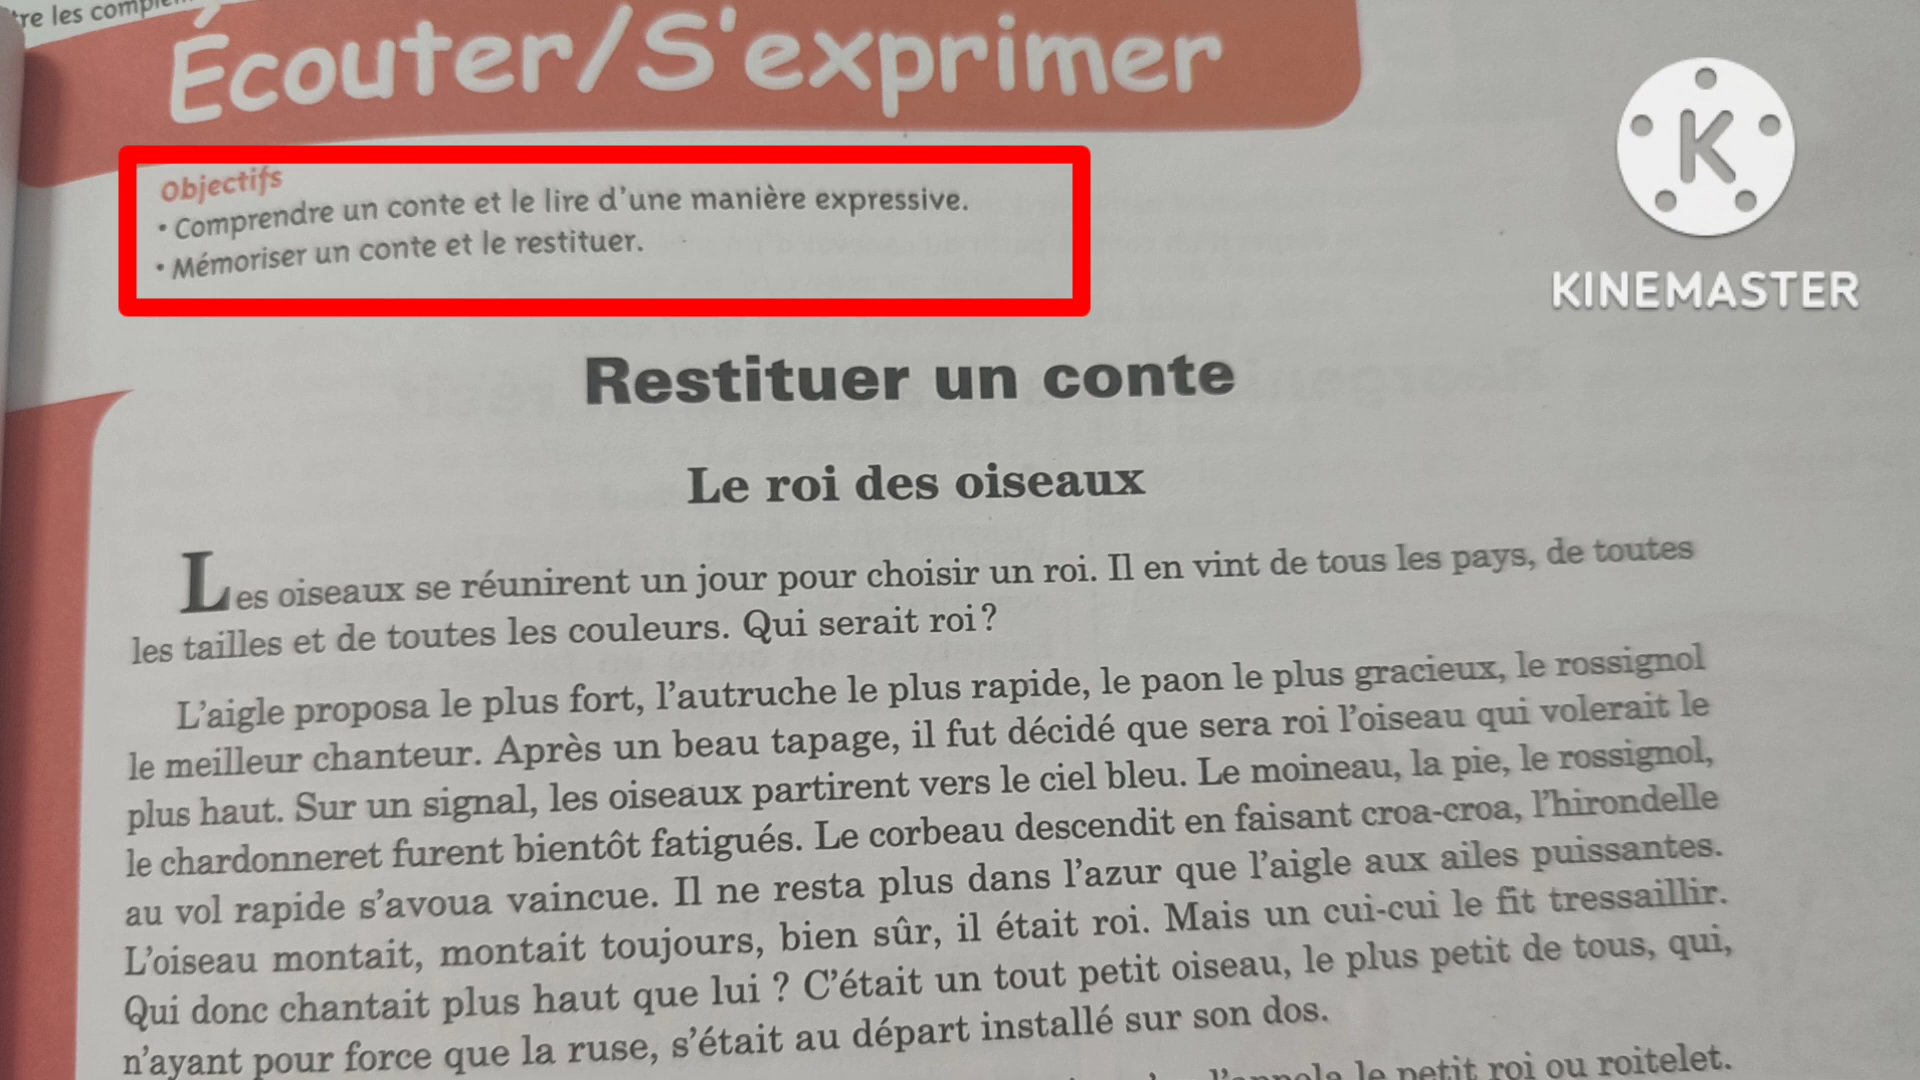 re les
Écouter/S'exprimer
Objectifs
• Comprendre un conte et le lire d'une manière expressive.
• Mémoriser un conte et le restituer.
K
KINEMASTER
Restituer un conte
Le roi des oiseaux
Les oiseaux se réunirent un jour pour choisir un roi. Il en vint de tous les pays, de toutes
les tailles et de toutes les couleurs. Qui serait roi ?
L'aigle proposa le plus fort, l'autruche le plus rapide, le paon le plus gracieux, le rossignol
le meilleur chanteur. Après un beau tapage, il fut décidé que sera roi l'oiseau qui volerait le
plus haut. Sur un signal, les oiseaux partirent vers le ciel bleu. Le moineau, la pie, le rossignol,
le chardonneret furent bientôt fatigués. Le corbeau descendit en faisant croa-croa, l'hirondelle
au vol rapide s'avoua vaincue. Il ne resta plus dans l'azur que l'aigle aux ailes puissantes.
L'oiseau montait, montait toujours, bien sûr, il était roi. Mais un cui-cui le fit tressaillir.
Qui donc chantait plus haut que lui ? C'était un tout petit oiseau, le plus petit de tous, qui,
n'ayant pour force que la ruse, s'était au départ installé sur son dos.
le petit roi ou roitelet.